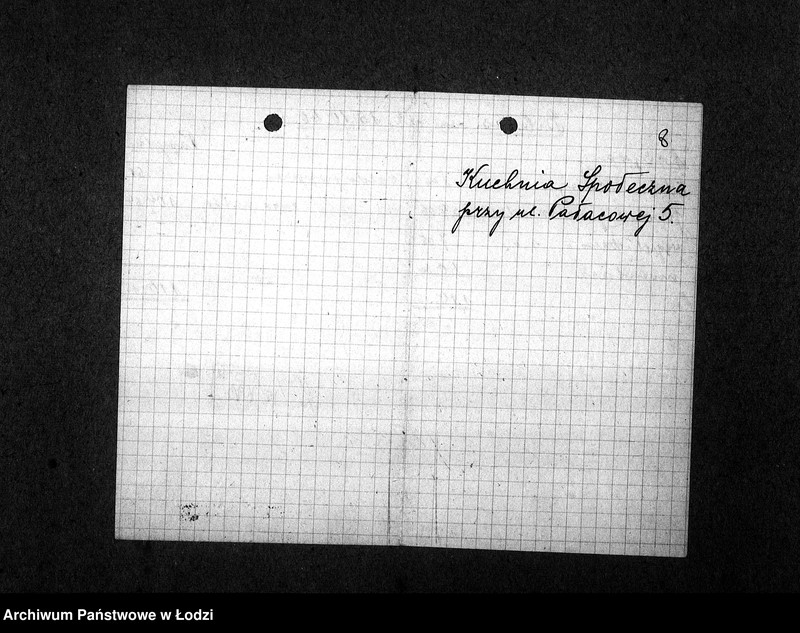 8
Kuchnia Społeczna
przy ul. Pałacowej 5.
Archiwum Państwowe w Łodzi